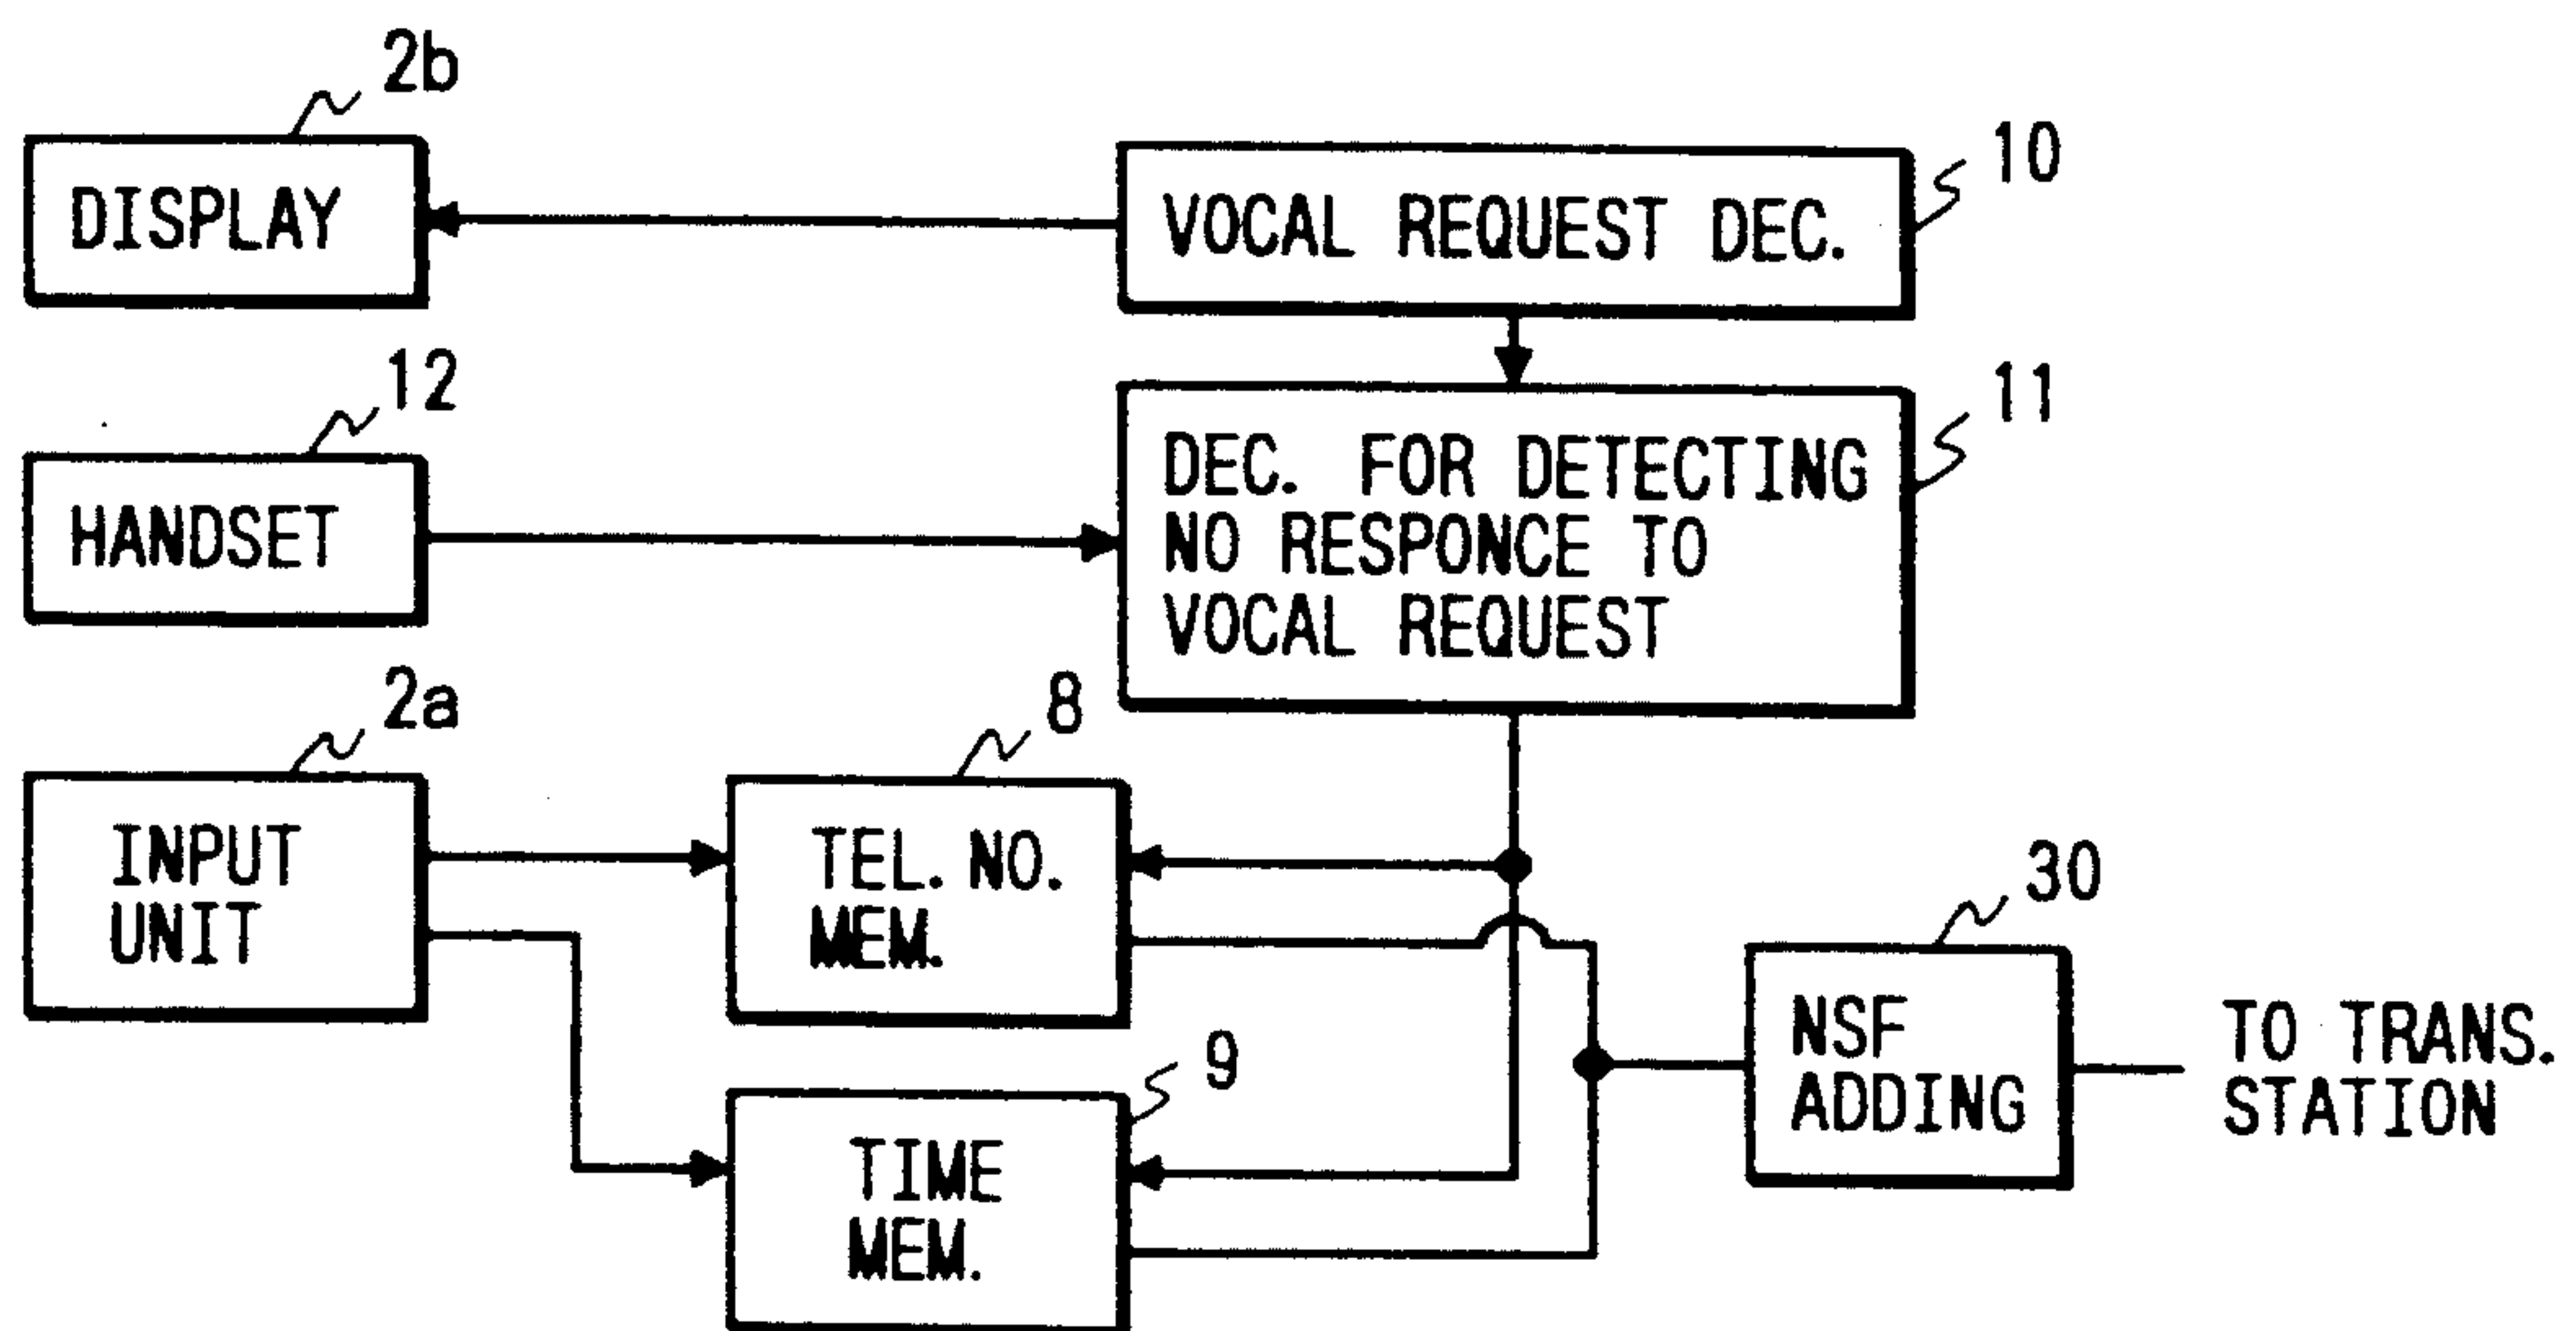 2b
DISPLAY
10
VOCAL REQUEST DEC.
12
HANDSET
11
DEC. FOR DETECTING
NO RESPONCE TO
VOCAL REQUEST
2a
INPUT
UNIT
8
TEL. NO.
MEM.
9
TIME
MEM.
30
NSF
ADDING
TO TRANS.
STATION